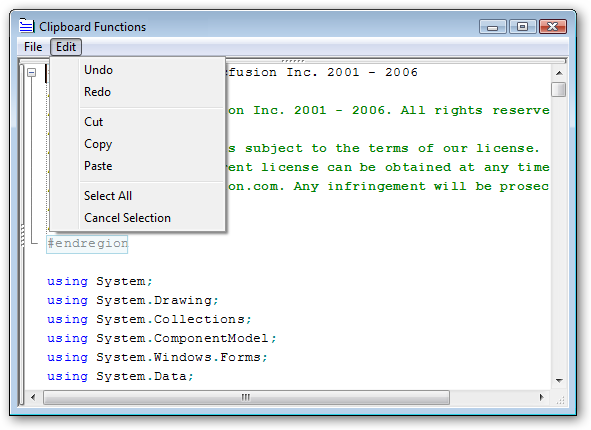 Clipboard Functions
File Edit
Undo
Redo
Cut
Copy
Paste
Select All
Cancel Selection
fusion Inc. 2001 - 2006
on Inc. 2001 - 2006. All rights reserve
s subject to the terms of our license.
ent license can be obtained at any time
on.com. Any infringement will be prosec
#endregion
using System;
using System.Drawing;
using System.Collections;
using System.ComponentModel;
using System.Windows.Forms;
using System.Data;